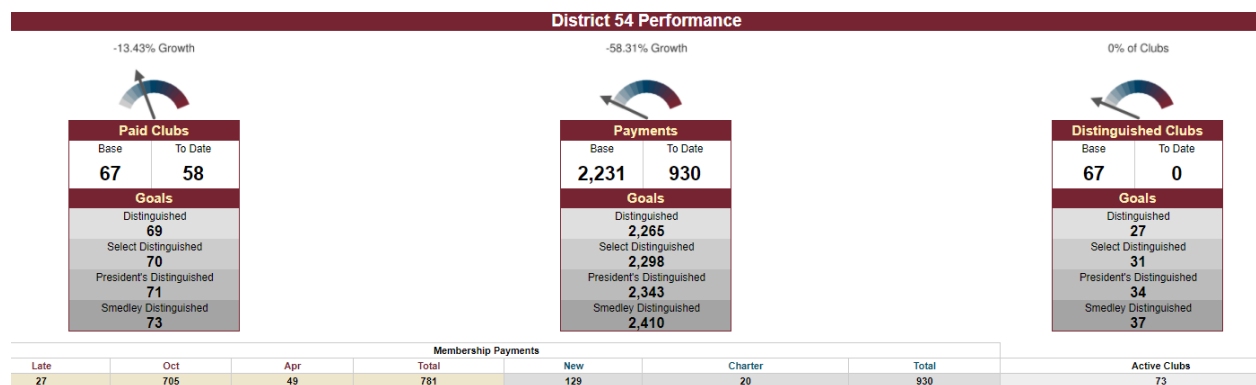 District 54 Performance
-13.43% Growth
-58.31% Growth
0% of Clubs
Paid Clubs
Base To Date
67 58
Goals
Distinguished
69
Select Distinguished
70
President's Distinguished
71
Smedley Distinguished
73
Payments
Base To Date
2,231 930
Goals
Distinguished
2,265
Select Distinguished
2,298
President's Distinguished
2,343
Smedley Distinguished
2,410
Distinguished Clubs
Base To Date
67 0
Goals
Distinguished
27
Select Distinguished
31
President's Distinguished
34
Smedley Distinguished
37
Membership Payments
Late Oct Apr Total New Charter Total Active Clubs
27 705 49 781 129 20 930 73